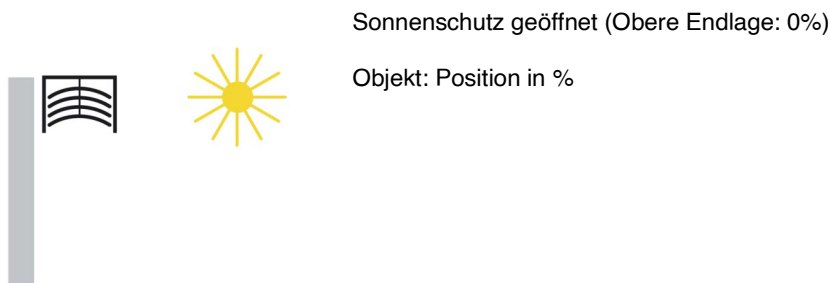 Sonnenschutz geöffnet (Obere Endlage: 0%)
Objekt: Position in %